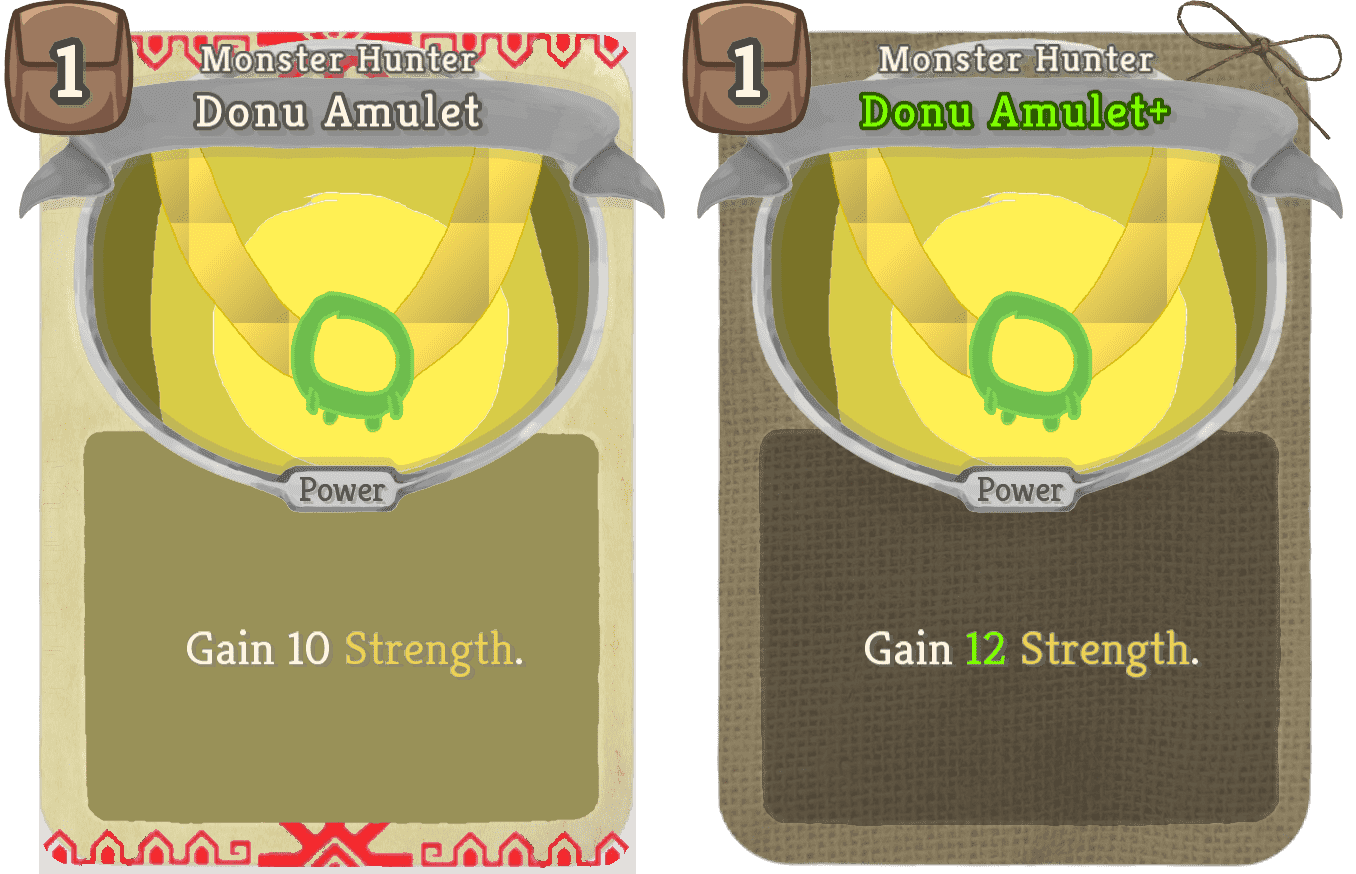 1
Monster Hunter
Donu Amulet
Power
Gain 10 Strength.
1
Monster Hunter
Donu Amulet+
Power
Gain 12 Strength.